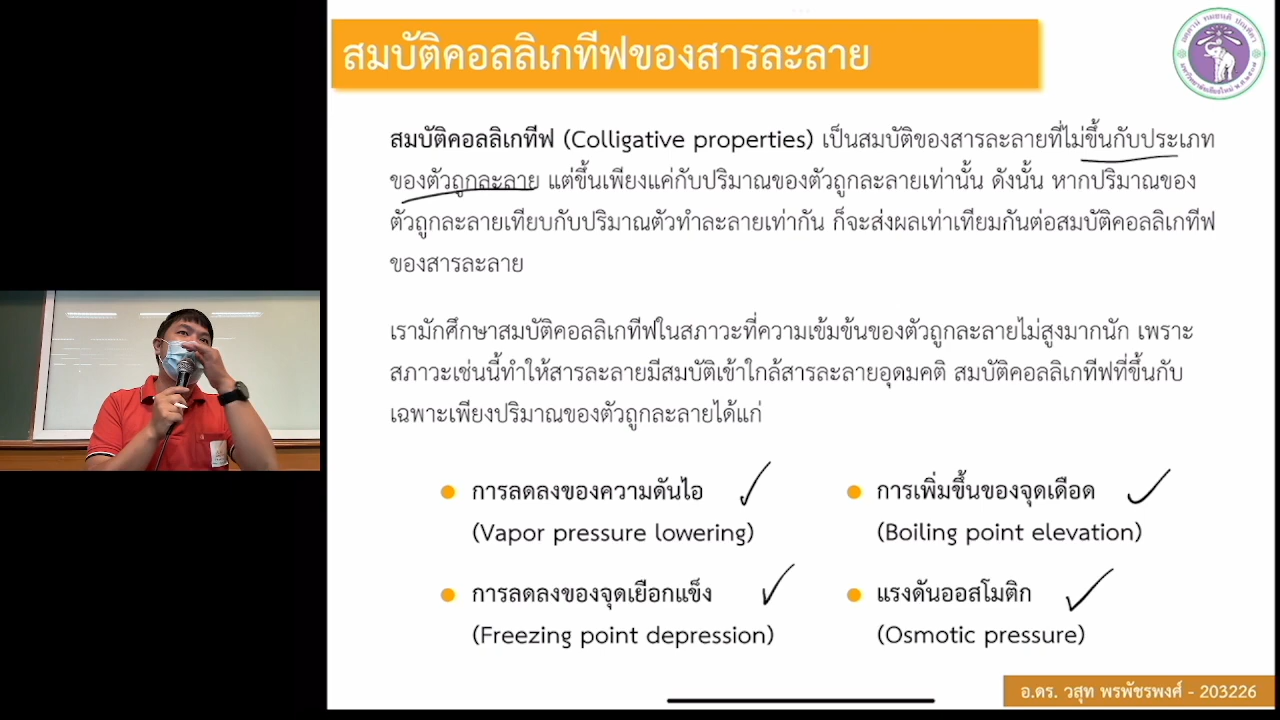 สมบัติคอลลิเกทีฟของสารละลาย
สมบัติคอลลิเกทีฟ (Colligative properties) เป็นสมบัติของสารละลายที่ไม่ขึ้นกับประเภท
ของตัวถูกละลาย แต่ขึ้นเพียงแค่กับปริมาณของตัวถูกละลายเท่านั้น ดังนั้น หากปริมาณของ
ตัวถูกละลายเทียบกับปริมาณตัวทำละลายเท่ากัน ก็จะส่งผลเท่าเทียมกันต่อสมบัติคอลลิเกทีฟ
ของสารละลาย
เรามักศึกษาสมบัติคอลลิเกทีฟในสภาวะที่ความเข้มข้นของตัวถูกละลายไม่สูงมากนัก เพราะ
สภาวะเช่นนี้ทำให้สารละลายมีสมบัติเข้าใกล้สารละลายอุดมคติ สมบัติคอลลิเกทีฟที่ขึ้นกับ
เฉพาะเพียงปริมาณของตัวถูกละลายได้แก่
การลดลงของความดันไอ
(Vapor pressure lowering)
การเพิ่มขึ้นของจุดเดือด
(Boiling point elevation)
การลดลงของจุดเยือกแข็ง
(Freezing point depression)
แรงดันออสโมติก
(Osmotic pressure)
อ.ดร. วสุท พรพัชรพงศ์ - 203226